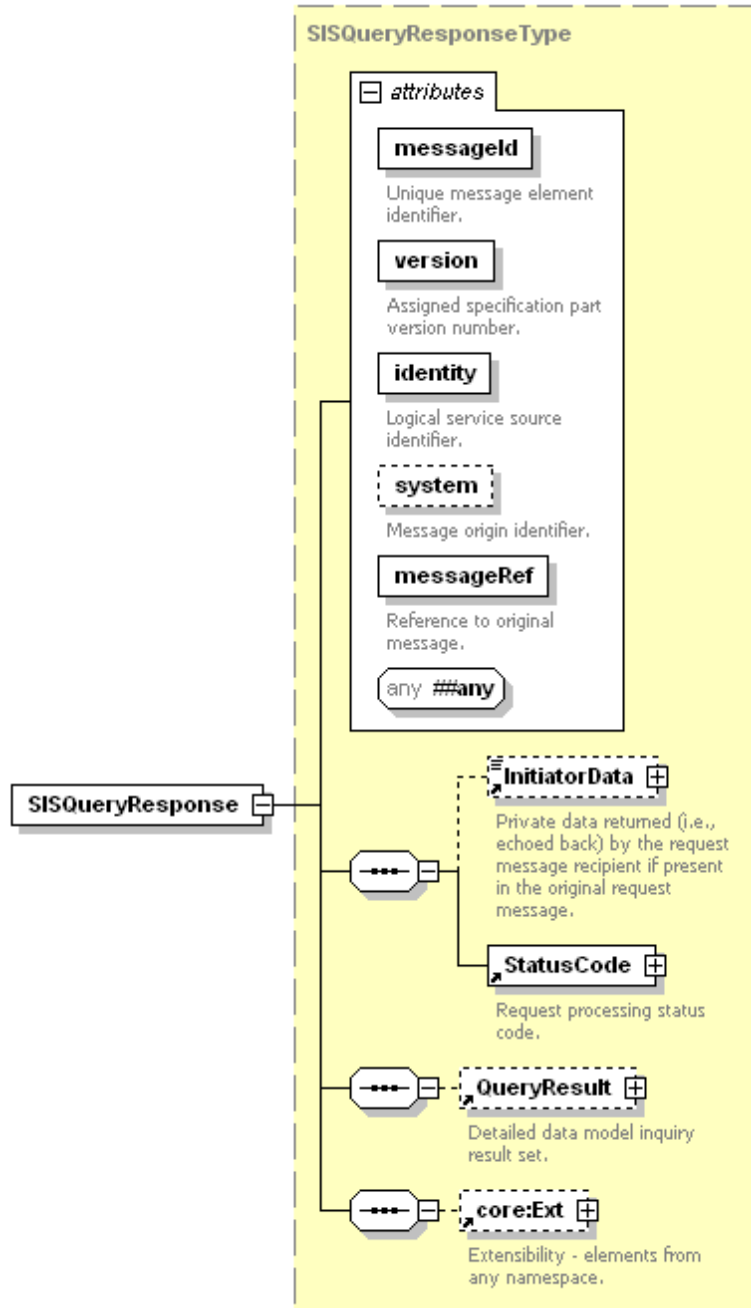 SISQueryResponseType
attributes
messageId
Unique message element
identifier.
version
Assigned specification part
version number.
identity
Logical service source
identifier.
system
Message origin identifier.
messageRef
Reference to original
message.
any ##any
SISQueryResponse
InitiatorData
Private data returned (i.e.,
echoed back) by the request
message recipient if present
in the original request
message.
StatusCode
Request processing status
code.
QueryResult
Detailed data model inquiry
result set.
core:Ext
Extensibility - elements from
any namespace.